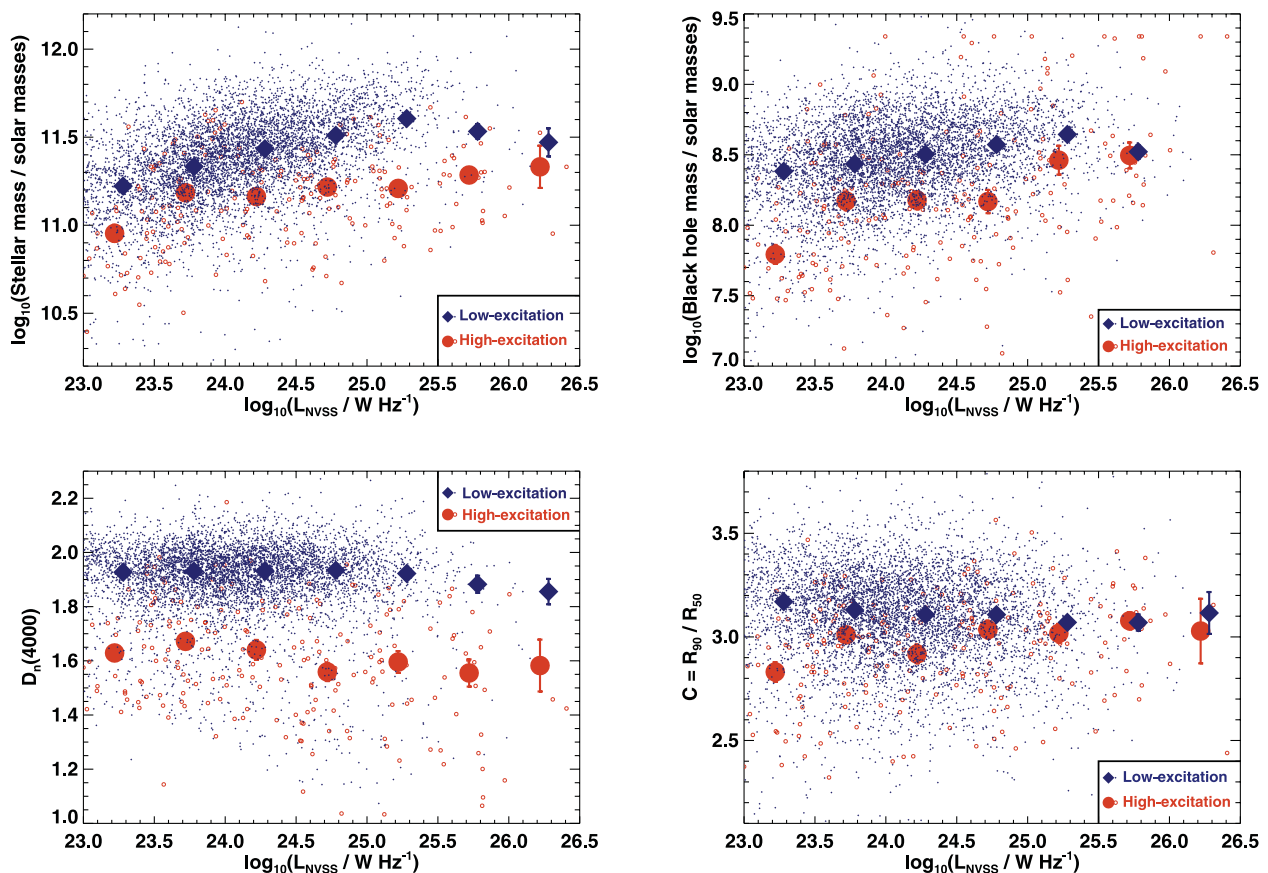 log₁₀(Stellar mass / solar masses)
12.0
11.5
11.0
10.5
Low-excitation
High-excitation
23.0 23.5 24.0 24.5 25.0 25.5 26.0 26.5
log₁₀(L_NVSS / W Hz⁻¹)
log₁₀(Black hole mass / solar masses)
9.5
9.0
8.5
8.0
7.5
7.0
Low-excitation
High-excitation
23.0 23.5 24.0 24.5 25.0 25.5 26.0 26.5
log₁₀(L_NVSS / W Hz⁻¹)
D_n(4000)
2.2
2.0
1.8
1.6
1.4
1.2
1.0
Low-excitation
High-excitation
23.0 23.5 24.0 24.5 25.0 25.5 26.0 26.5
log₁₀(L_NVSS / W Hz⁻¹)
C = R₉₀ / R₅₀
3.5
3.0
2.5
Low-excitation
High-excitation
23.0 23.5 24.0 24.5 25.0 25.5 26.0 26.5
log₁₀(L_NVSS / W Hz⁻¹)